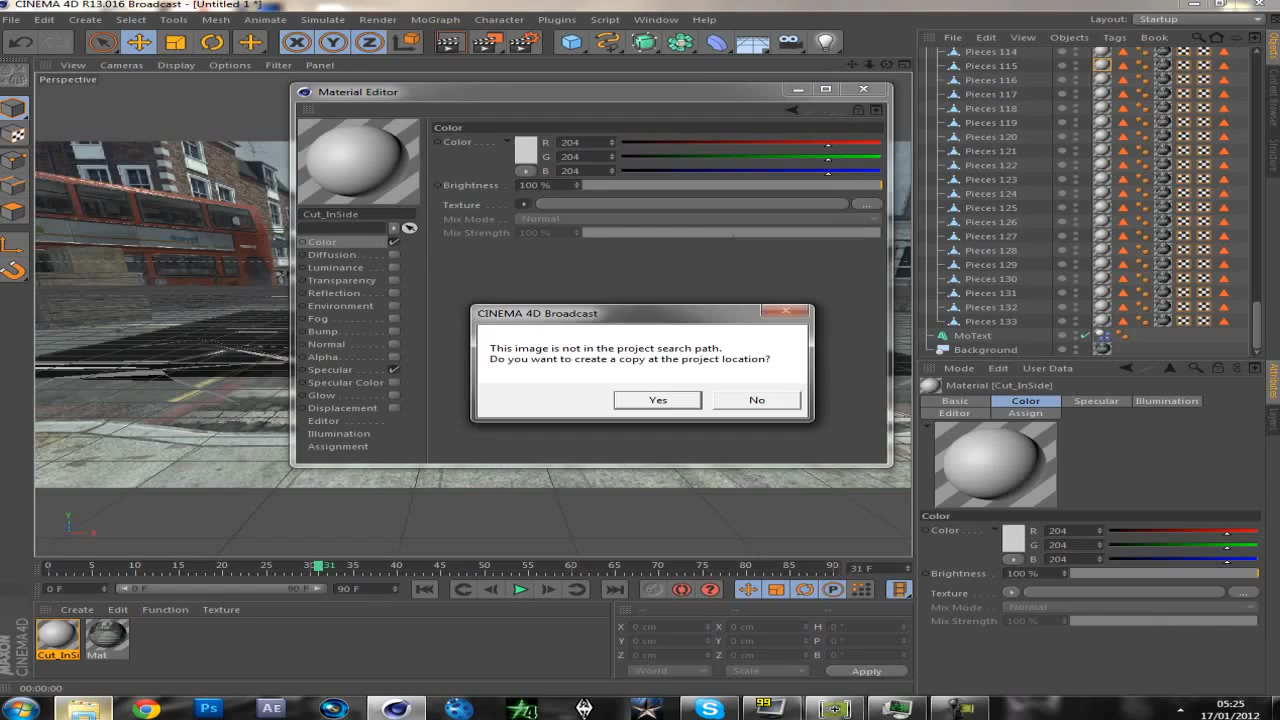 CINEMA 4D R13.016 Broadcast - [Untitled 1 *]
File Edit Create Select Tools Mesh Animate Simulate Render MoGraph Character Plugins Script Window Help
Layout: Startup
File Edit View Objects Tags Book
View Cameras Display Options Filter Panel
Perspective
Pieces 114
Pieces 115
Pieces 116
Pieces 117
Pieces 118
Pieces 119
Pieces 120
Pieces 121
Pieces 122
Pieces 123
Pieces 124
Pieces 125
Pieces 126
Pieces 127
Pieces 128
Pieces 129
Pieces 130
Pieces 131
Pieces 132
Pieces 133
MoText
Background
Objects
Content Browser
Structure
Material Editor
Cut_InSide
Color
Diffusion
Luminance
Transparency
Reflection
Environment
Fog
Bump
Normal
Alpha
Specular
Specular Color
Glow
Displacement
Editor
Illumination
Assignment
Color
Color R 204
G 204
B 204
Brightness 100 %
Texture
Mix Mode Normal
Mix Strength 100 %
CINEMA 4D Broadcast
This image is not in the project search path.
Do you want to create a copy at the project location?
Yes No
Mode Edit User Data
Material [Cut_InSide]
Basic Color Specular Illumination
Editor Assign
Attributes
Layers
Color
Color R 204
G 204
B 204
Brightness 100 %
Texture
Mix Mode Normal
Mix Strength 100 %
Y
X
0 5 10 15 20 25 30 31 35 40 45 50 55 60 65 70 75 80 85 90 31 F
0 F 0 F 90 F 90 F
Create Edit Function Texture
Cut_InSi Mat
X 0 cm X 0 cm H 0 °
Y 0 cm Y 0 cm P 0 °
Z 0 cm Z 0 cm B 0 °
World Scale Apply
MAXON
CINEMA 4D
00:00:00
Ps
Ae
99
05:25
17/01/2012